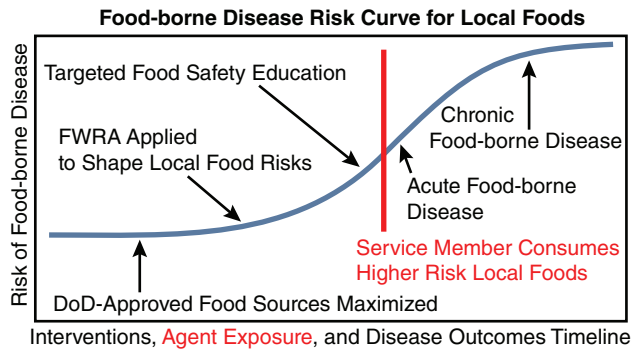 Food-borne Disease Risk Curve for Local Foods
Risk of Food-borne Disease
Targeted Food Safety Education
FWRA Applied
to Shape Local Food Risks
Chronic
Food-borne Disease
Acute Food-borne
Disease
Service Member Consumes
Higher Risk Local Foods
DoD-Approved Food Sources Maximized
Interventions, Agent Exposure, and Disease Outcomes Timeline